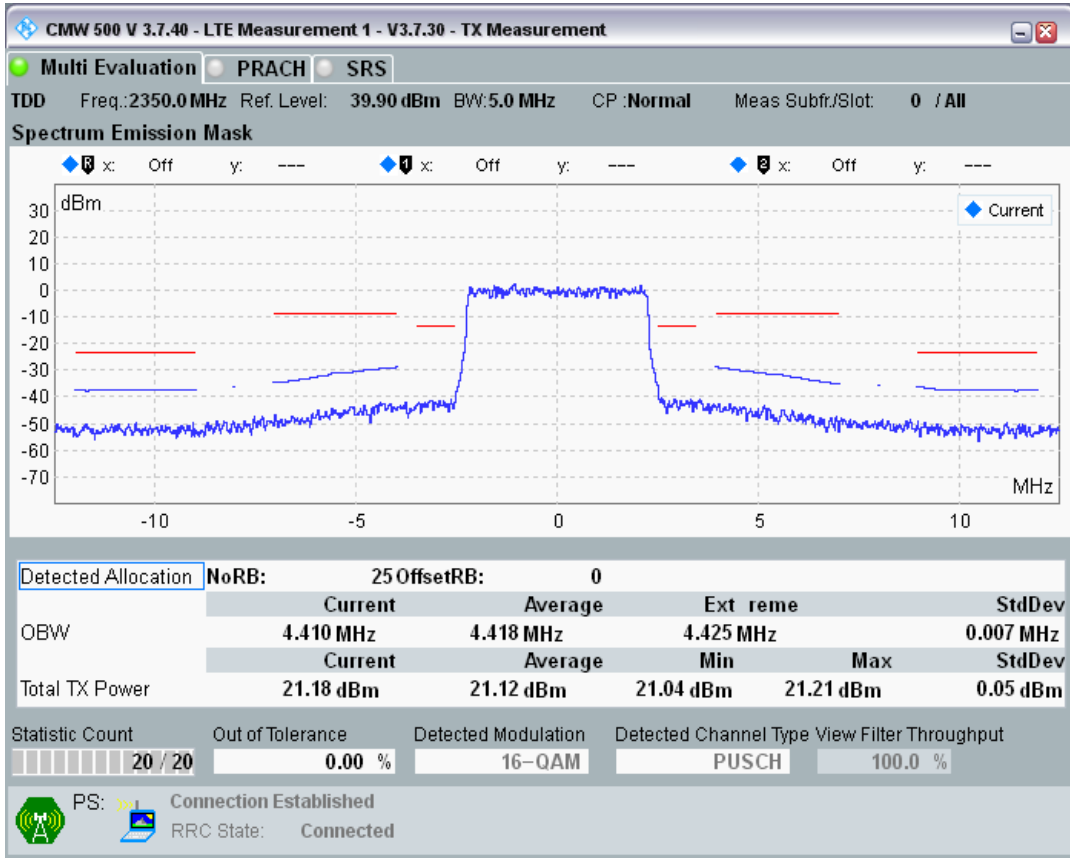 CMW 500 V 3.7.40 - LTE Measurement 1 - V3.7.30 - TX Measurement
Multi Evaluation PRACH SRS
TDD Freq.:2350.0 MHz Ref. Level: 39.90 dBm BW:5.0 MHz CP :Normal Meas Subfr./Slot: 0 / All
Spectrum Emission Mask
R x: Off y: --- 1 x: Off y: --- 2 x: Off y: ---
dBm
Current
30
20
10
0
-10
-20
-30
-40
-50
-60
-70
MHz
-10 -5 0 5 10
Detected Allocation NoRB: 25 OffsetRB: 0
Current Average Ext reme StdDev
OBW 4.410 MHz 4.418 MHz 4.425 MHz 0.007 MHz
Current Average Min Max StdDev
Total TX Power 21.18 dBm 21.12 dBm 21.04 dBm 21.21 dBm 0.05 dBm
Statistic Count Out of Tolerance Detected Modulation Detected Channel Type View Filter Throughput
20 / 20 0.00 % 16-QAM PUSCH 100.0 %
PS: Connection Established
RRC State: Connected